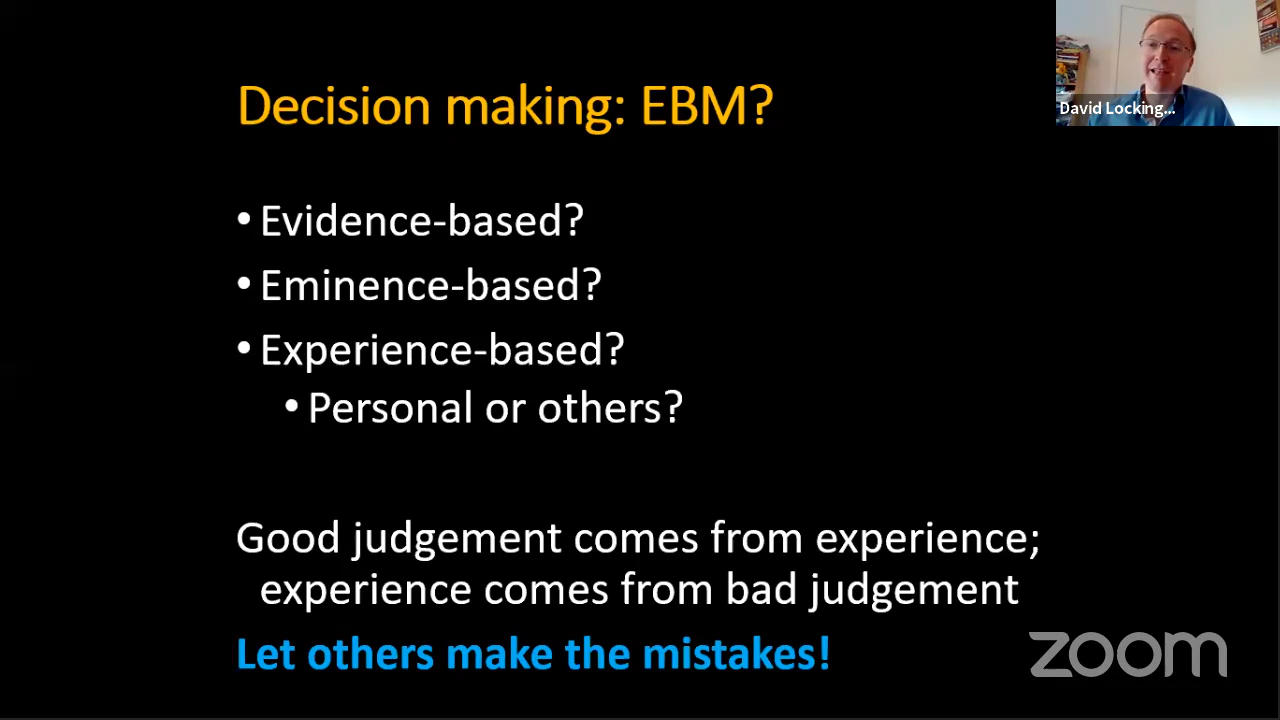 Decision making: EBM?
David Locking...
• Evidence-based?
• Eminence-based?
• Experience-based?
• Personal or others?
Good judgement comes from experience;
experience comes from bad judgement
Let others make the mistakes!
zoom